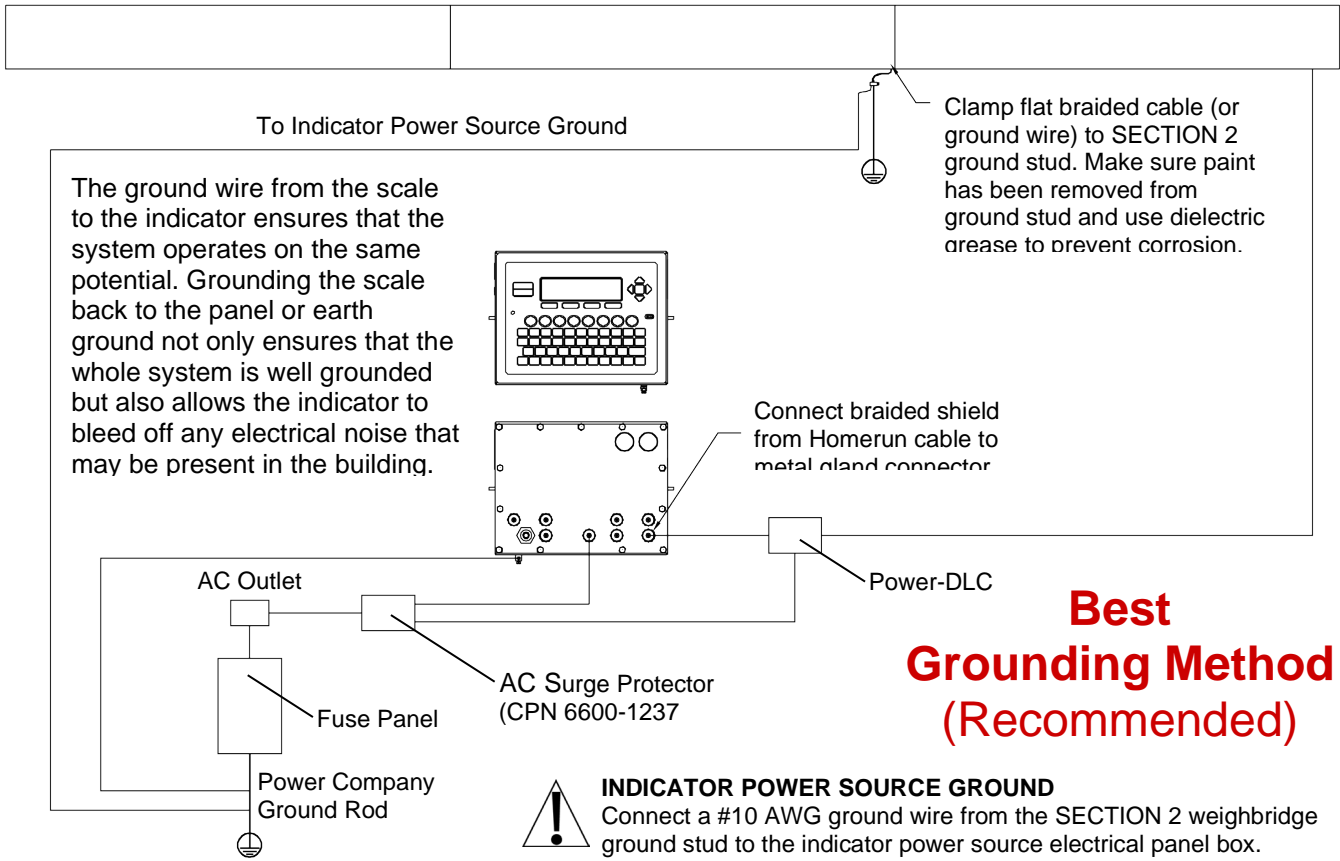 To Indicator Power Source Ground
Clamp flat braided cable (or
ground wire) to SECTION 2
ground stud. Make sure paint
has been removed from
ground stud and use dielectric
grease to prevent corrosion.
The ground wire from the scale
to the indicator ensures that the
system operates on the same
potential. Grounding the scale
back to the panel or earth
ground not only ensures that the
whole system is well grounded
but also allows the indicator to
bleed off any electrical noise that
may be present in the building.
Connect braided shield
from Homerun cable to
metal gland connector
AC Outlet
Power-DLC
AC Surge Protector
(CPN 6600-1237
Fuse Panel
Power Company
Ground Rod
Best
Grounding Method
(Recommended)
INDICATOR POWER SOURCE GROUND
Connect a #10 AWG ground wire from the SECTION 2 weighbridge
ground stud to the indicator power source electrical panel box.